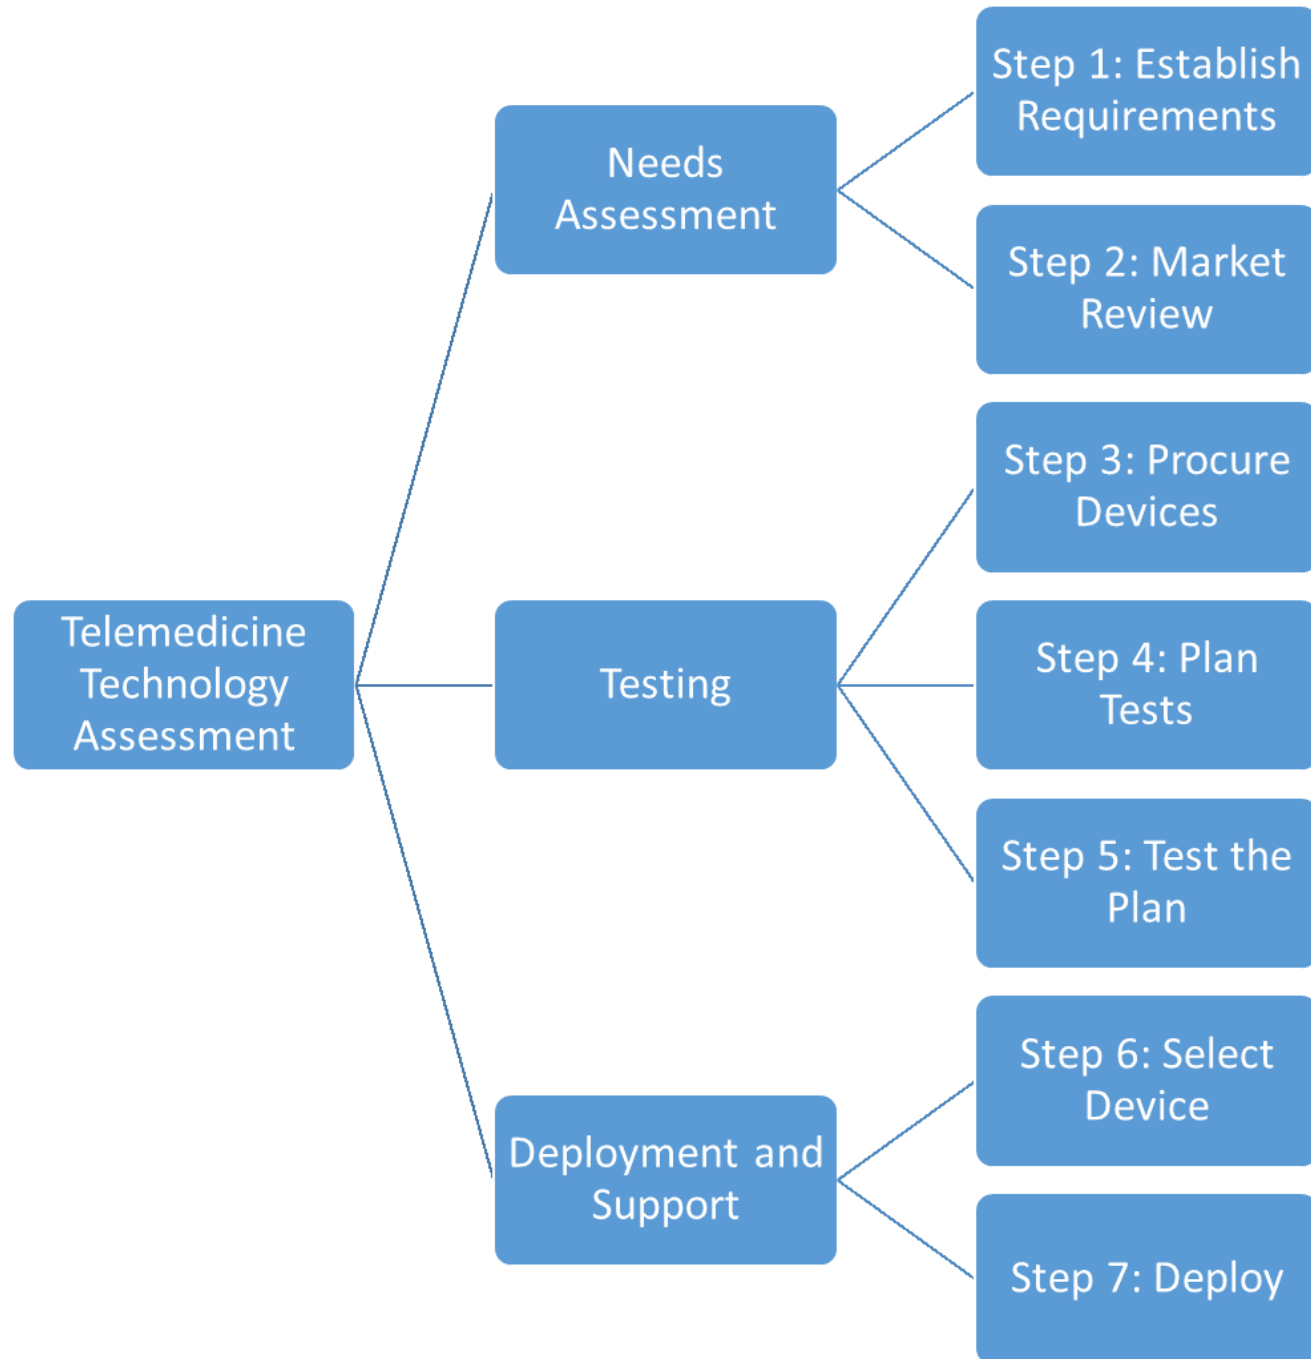 Telemedicine
Technology
Assessment
Needs
Assessment
Step 1: Establish
Requirements
Step 2: Market
Review
Testing
Step 3: Procure
Devices
Step 4: Plan
Tests
Step 5: Test the
Plan
Deployment and
Support
Step 6: Select
Device
Step 7: Deploy